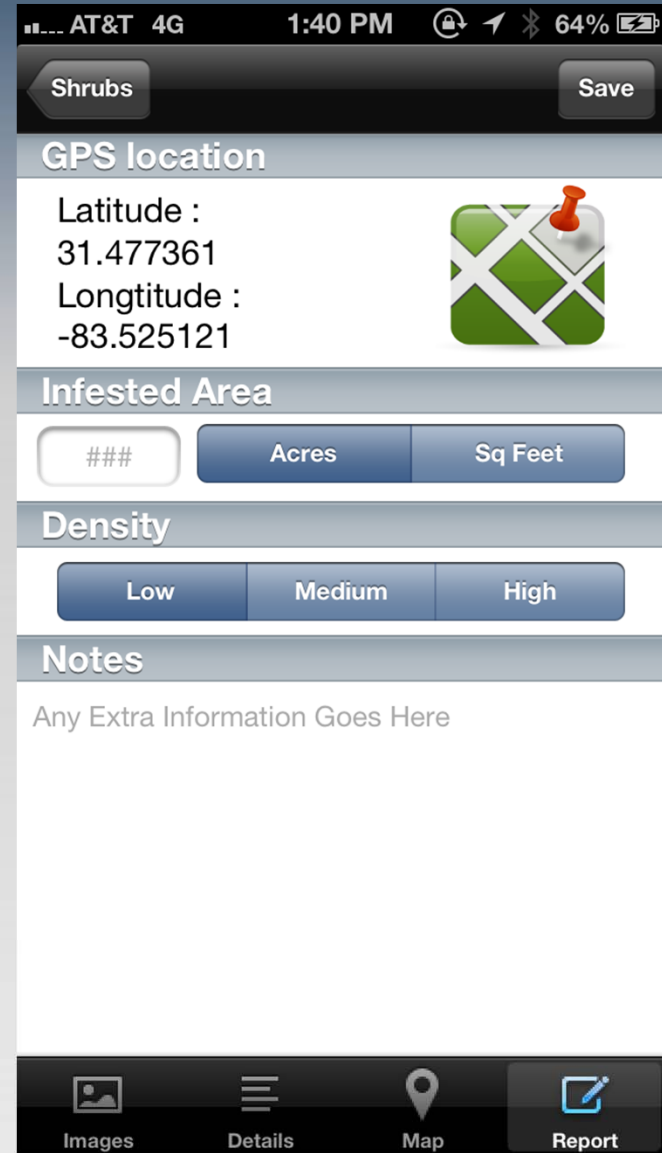 AT&T 4G 1:40 PM 64%
Shrubs Save
GPS location
Latitude :
31.477361
Longtitude :
-83.525121
Infested Area
### Acres Sq Feet
Density
Low Medium High
Notes
Any Extra Information Goes Here
Images Details Map Report